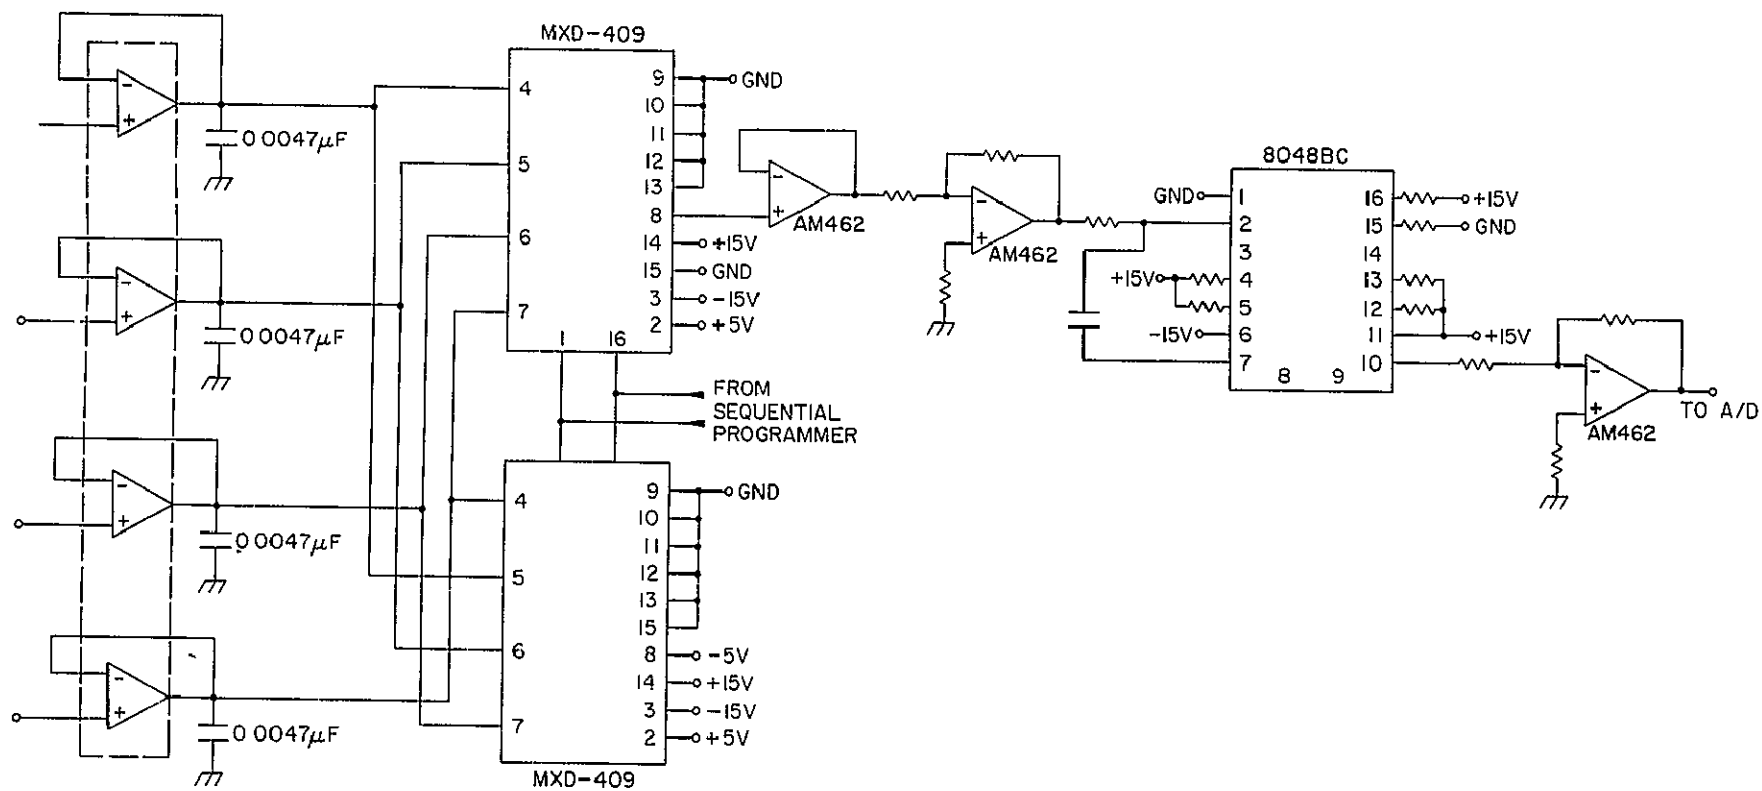 MXD-409
4
5
6
7
1 16
9 GND
10
11
12
13
8
14 +15V
15 GND
3 -15V
2 +5V
- +
0 0047µF
- +
0 0047µF
- +
0 0047µF
- +
0 0047µF
FROM
SEQUENTIAL
PROGRAMMER
4
5
6
7
9 GND
10
11
12
13
15
8 -5V
14 +15V
3 -15V
2 +5V
MXD-409
- +
AM462
- +
AM462
8048BC
GND 1
2
3
+15V 4
5
-15V 6
7
8 9
16 +15V
15 GND
14
13
12
11 +15V
10
- +
AM462
TO A/D